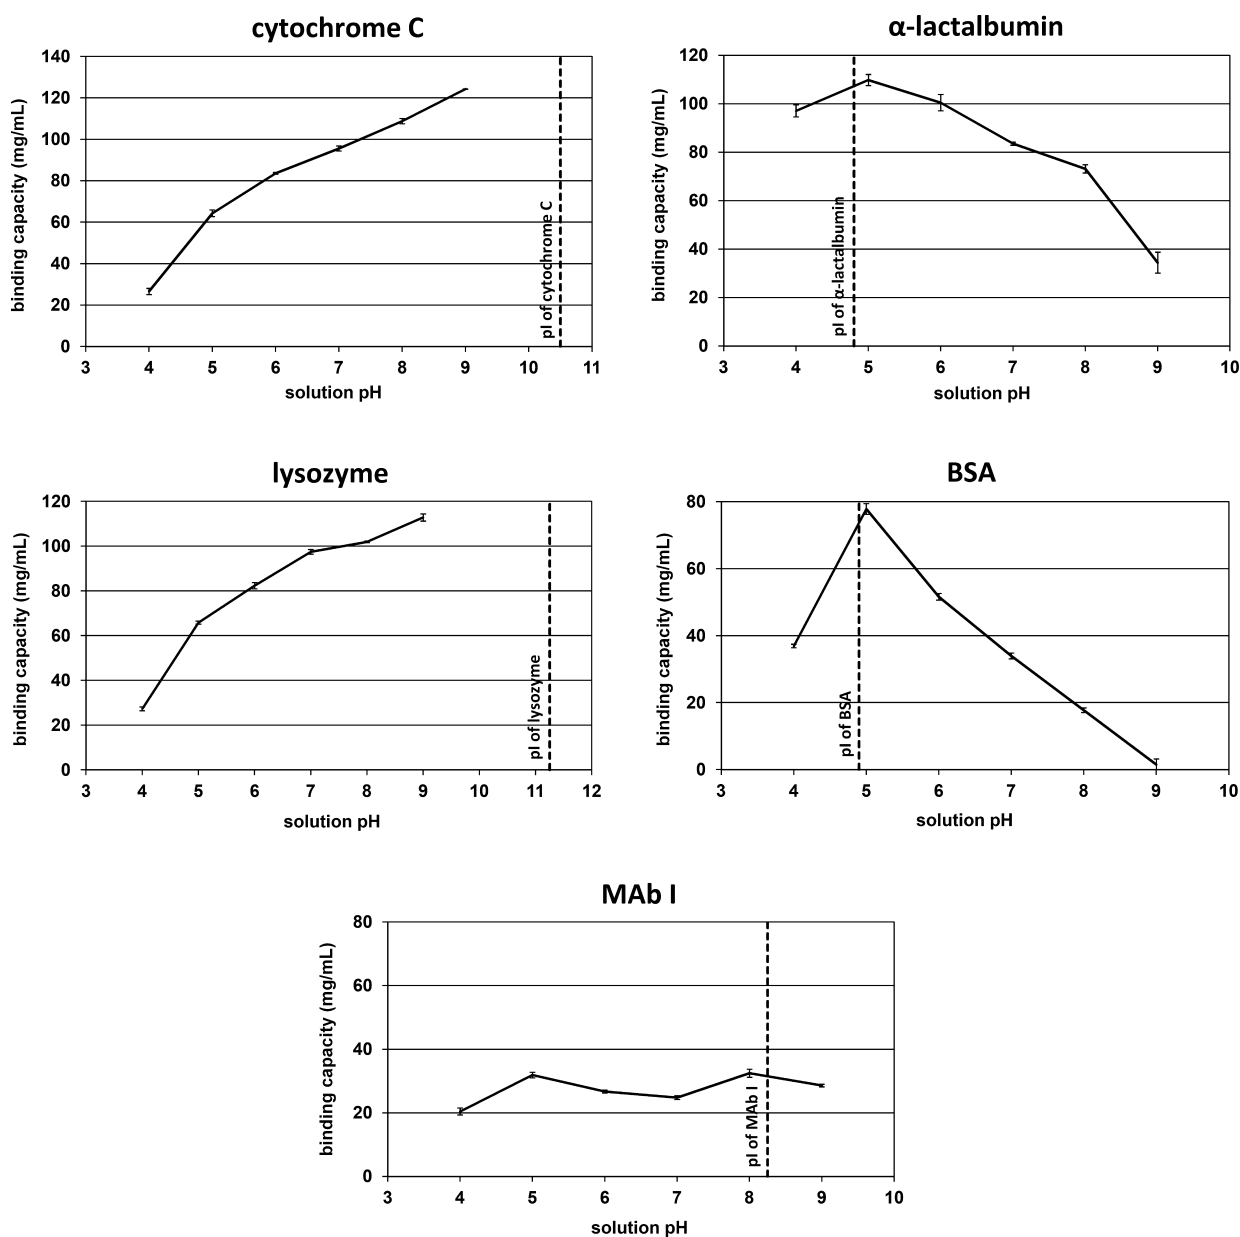 cytochrome C
binding capacity (mg/mL)
140
120
100
80
60
40
20
0
pI of cytochrome C
3 4 5 6 7 8 9 10 11
solution pH
α-lactalbumin
binding capacity (mg/mL)
120
100
80
60
40
20
0
pI of α-lactalbumin
3 4 5 6 7 8 9 10
solution pH
lysozyme
binding capacity (mg/mL)
120
100
80
60
40
20
0
pI of lysozyme
3 4 5 6 7 8 9 10 11 12
solution pH
BSA
binding capacity (mg/mL)
80
60
40
20
0
pI of BSA
3 4 5 6 7 8 9 10
solution pH
MAb I
binding capacity (mg/mL)
80
60
40
20
0
pI of MAb I
3 4 5 6 7 8 9 10
solution pH